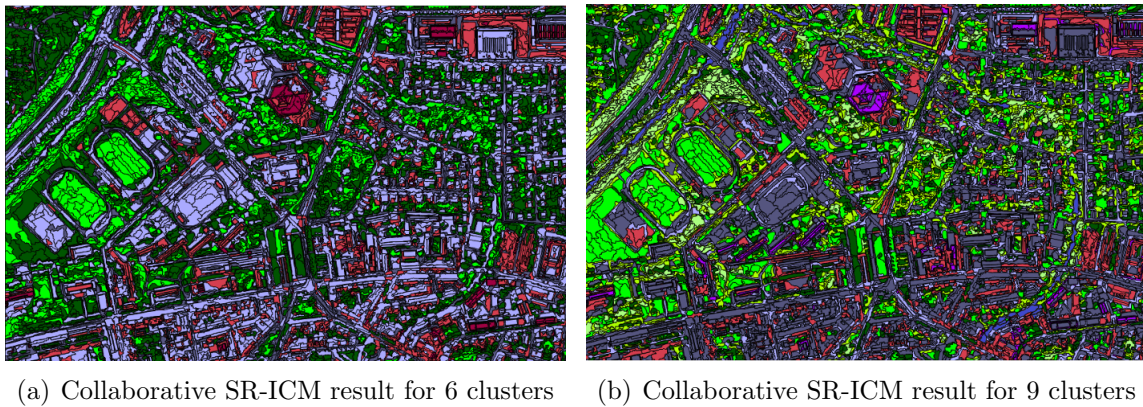 (a) Collaborative SR-ICM result for 6 clusters
(b) Collaborative SR-ICM result for 9 clusters